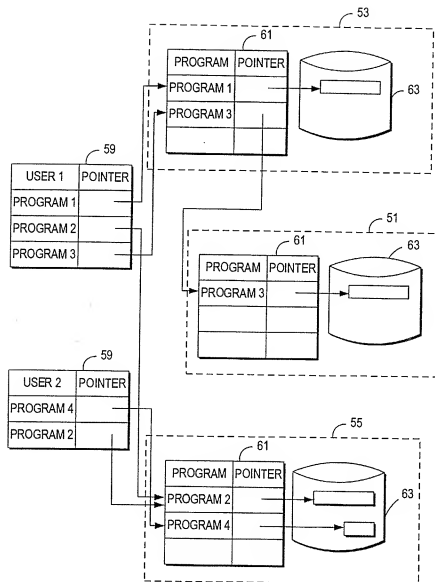 53
61
PROGRAM POINTER
PROGRAM 1
PROGRAM 3
63
59
USER 1 POINTER
PROGRAM 1
PROGRAM 2
PROGRAM 3
51
61
63
PROGRAM POINTER
PROGRAM 3
59
USER 2 POINTER
PROGRAM 4
PROGRAM 2
55
61
PROGRAM POINTER
PROGRAM 2
PROGRAM 4
63